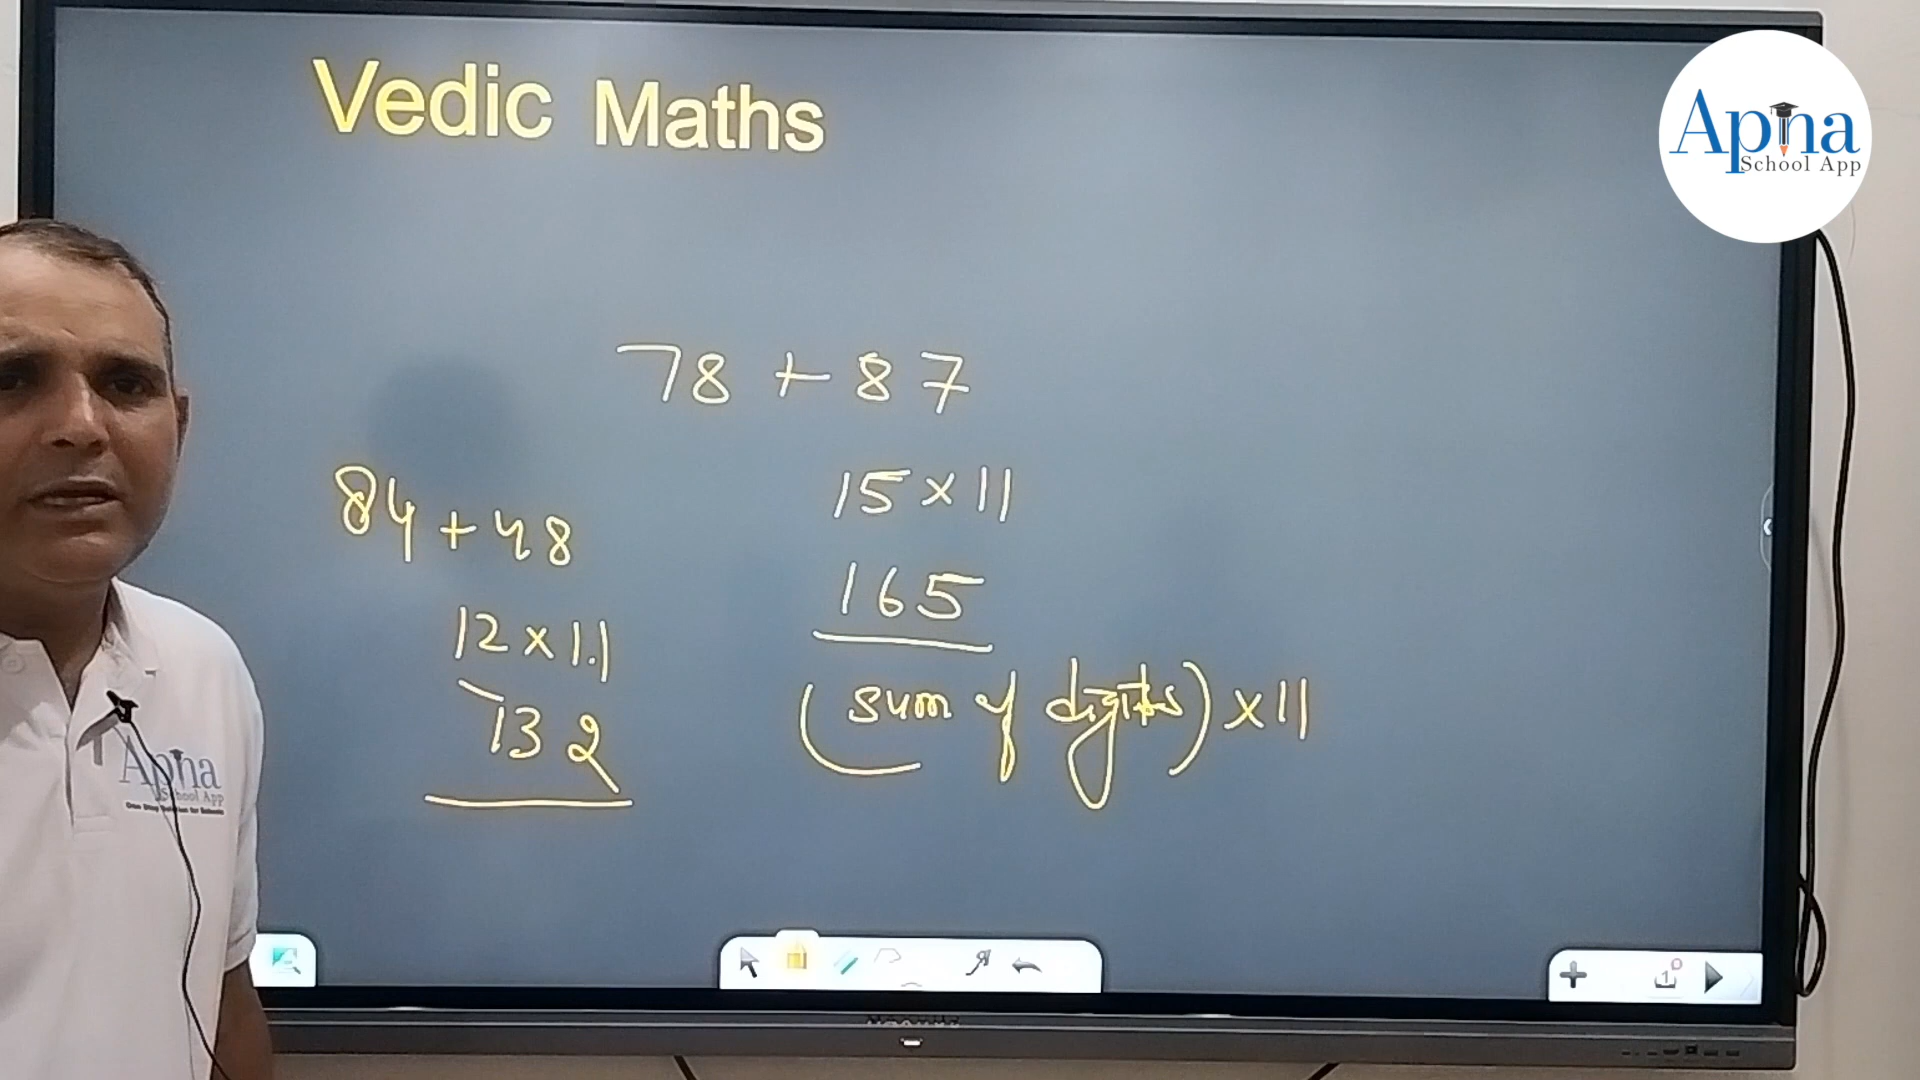 Vedic Maths
Apna
School App
78 + 87
84 + 48
15 x 11
12 x 11
165
132
(sum of digits) x 11
Apna
School App